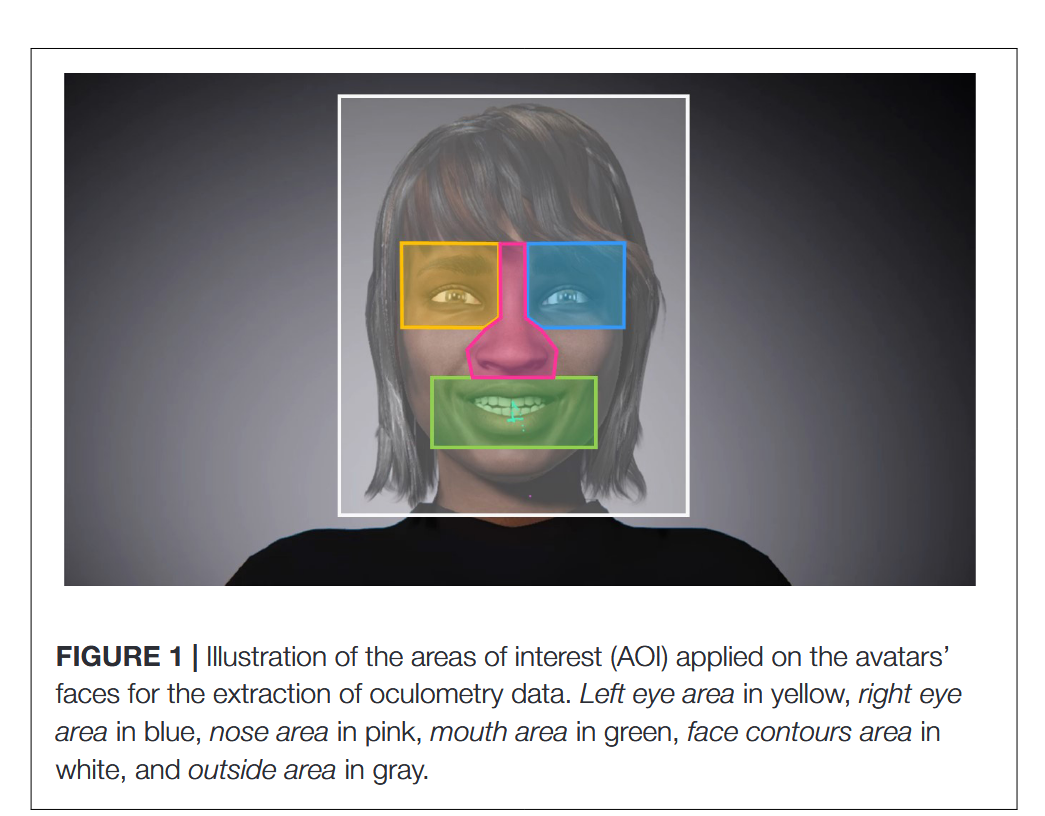 FIGURE 1 | Illustration of the areas of interest (AOI) applied on the avatars’
faces for the extraction of oculometry data. Left eye area in yellow, right eye
area in blue, nose area in pink, mouth area in green, face contours area in
white, and outside area in gray.